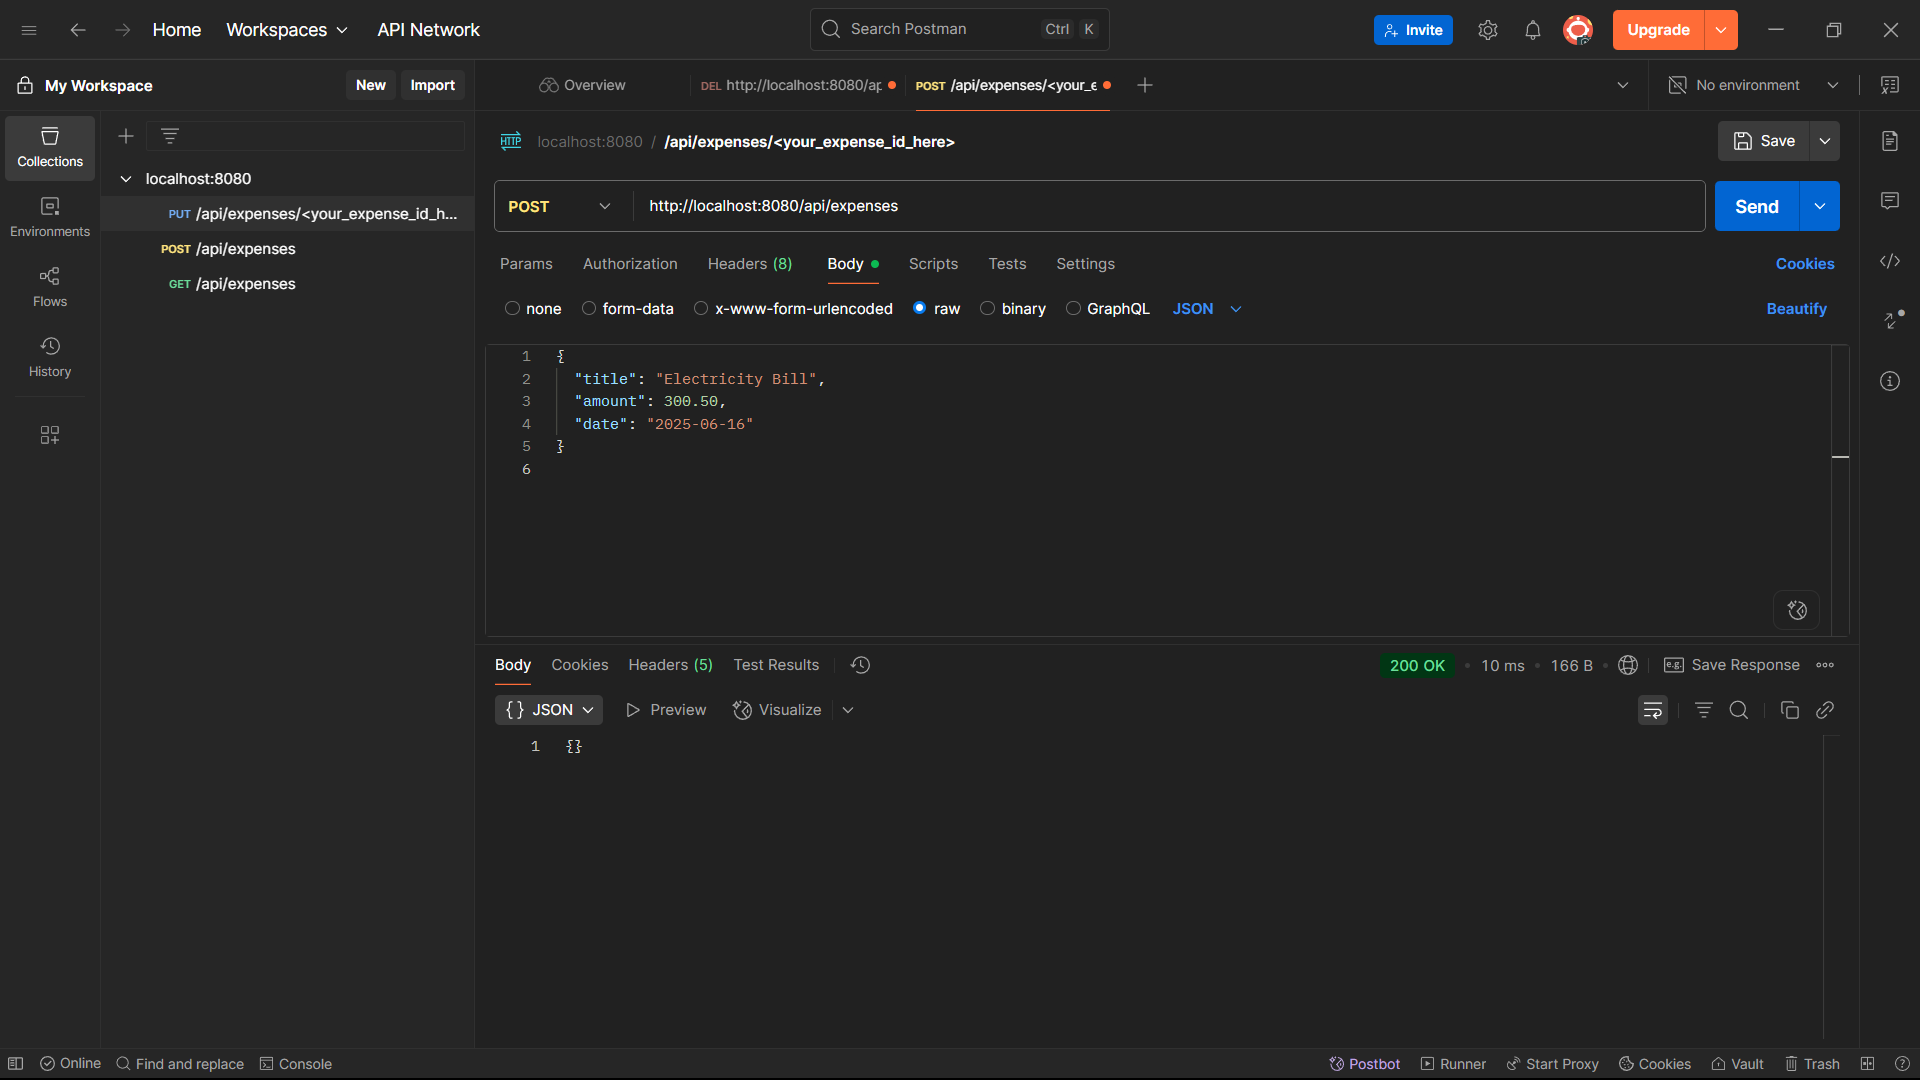 Home Workspaces API Network Search Postman Ctrl K Invite Upgrade
My Workspace New Import Overview DEL http://localhost:8080/ap POST /api/expenses/<your_e No environment
Collections
Environments
Flows
History
localhost:8080
PUT /api/expenses/<your_expense_id_h...
POST /api/expenses
GET /api/expenses
HTTP localhost:8080 / /api/expenses/<your_expense_id_here> Save
POST http://localhost:8080/api/expenses Send
Params Authorization Headers (8) Body Scripts Tests Settings Cookies
none form-data x-www-form-urlencoded raw binary GraphQL JSON Beautify
1 {
2 "title": "Electricity Bill",
3 "amount": 300.50,
4 "date": "2025-06-16"
5 }
6
Body Cookies Headers (5) Test Results 200 OK 10 ms 166 B e.g. Save Response
{} JSON Preview Visualize
1 {}
Online Find and replace Console Postbot Runner Start Proxy Cookies Vault Trash